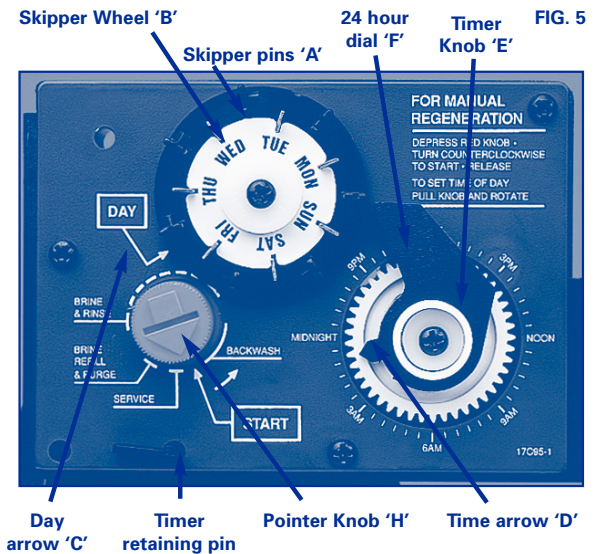 Skipper Wheel ‘B’
Skipper pins ‘A’
24 hour
dial ‘F’
Timer
Knob ‘E’
FIG. 5
FOR MANUAL
REGENERATION
DEPRESS RED KNOB •
TURN COUNTERCLOCKWISE
TO START • RELEASE
TO SET TIME OF DAY
PULL KNOB AND ROTATE
TUE
MON
SUN
SAT
FRI
THU
WED
DAY
BRINE
& RINSE
BRINE
REFILL
& PURGE
SERVICE
BACKWASH
START
9PM
3PM
MIDNIGHT
NOON
3AM
9AM
6AM
17C95-1
Day
arrow ‘C’
Timer
retaining pin
Pointer Knob ‘H’
Time arrow ‘D’